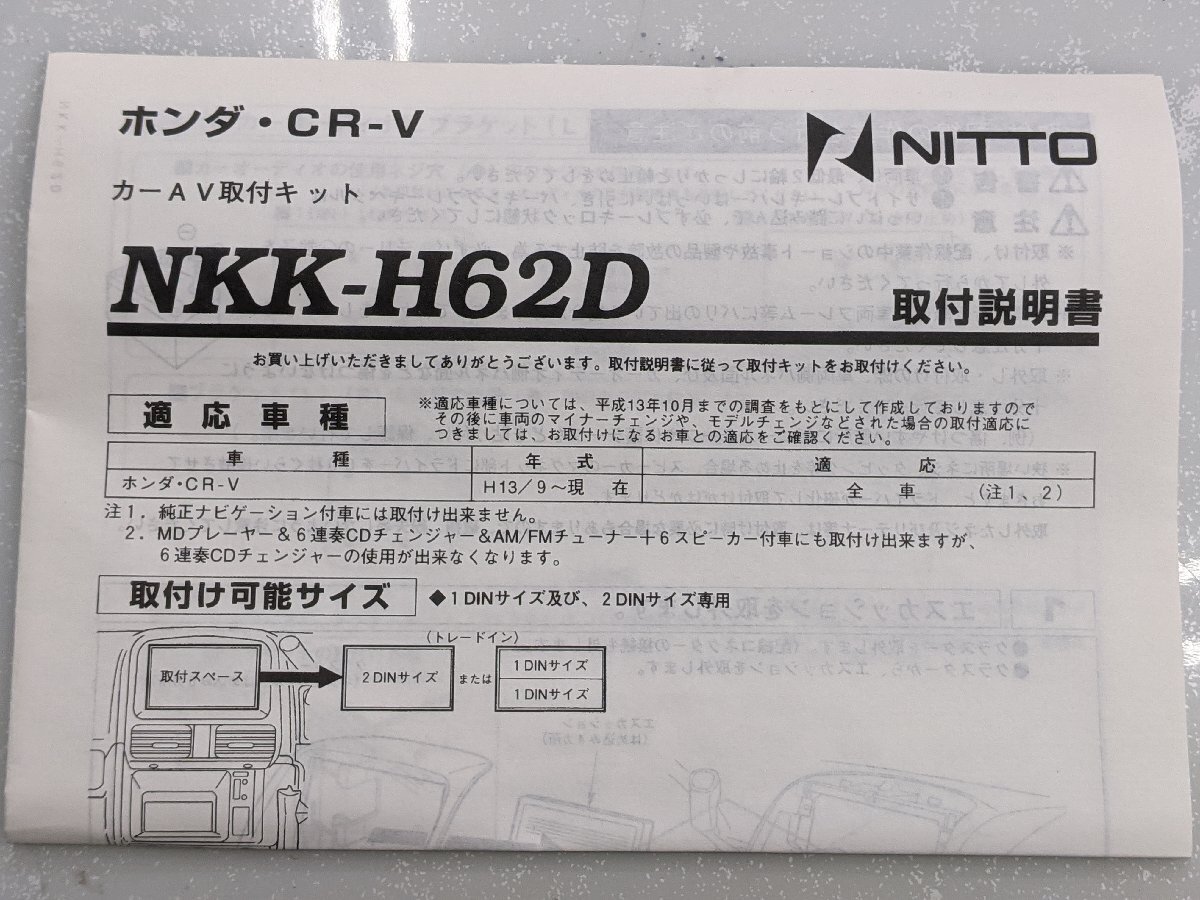 ホンダ・CR-V
NITTO
カーAV取付キット
NKK-H62D
取付説明書
お買い上げいただきましてありがとうございます。取付説明書に従って取付キットをお取付けください。
適応車種
※適応車種については、平成13年10月までの調査をもとにして作成しておりますので
その後に車両のマイナーチェンジや、モデルチェンジなどされた場合の取付適応に
つきましては、お取付けになるお車との適応をご確認ください。
車種 年式 適応
ホンダ・CR-V H13/9～現在 全車 (注1、2)
注1. 純正ナビゲーション付車には取付け出来ません。
2. MDプレーヤー&6連奏CDチェンジャー&AM/FMチューナー+6スピーカー付車にも取付け出来ますが、
6連奏CDチェンジャーの使用が出来なくなります。
取付け可能サイズ ◆1DINサイズ及び、2DINサイズ専用
(トレードイン)
取付スペース 2DINサイズ または 1DINサイズ
1DINサイズ